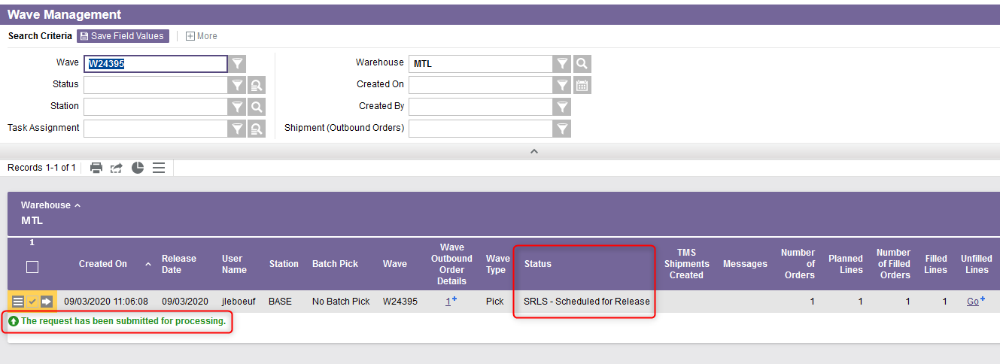 Wave Management
Search Criteria Save Field Values More
Wave W24395 Warehouse MTL
Status Created On
Station Created By
Task Assignment Shipment (Outbound Orders)
Records 1-1 of 1
Warehouse
MTL
1 Created On Release Date User Name Station Batch Pick Wave Wave Outbound Order Details Wave Type Status TMS Shipments Created Messages Number of Orders Planned Lines Number of Filled Orders Filled Lines Unfilled Lines
09/03/2020 11:06:08 09/03/2020 jleboeuf BASE No Batch Pick W24395 1+ Pick SRLS - Scheduled for Release 1 1 1 1 Go+
The request has been submitted for processing.